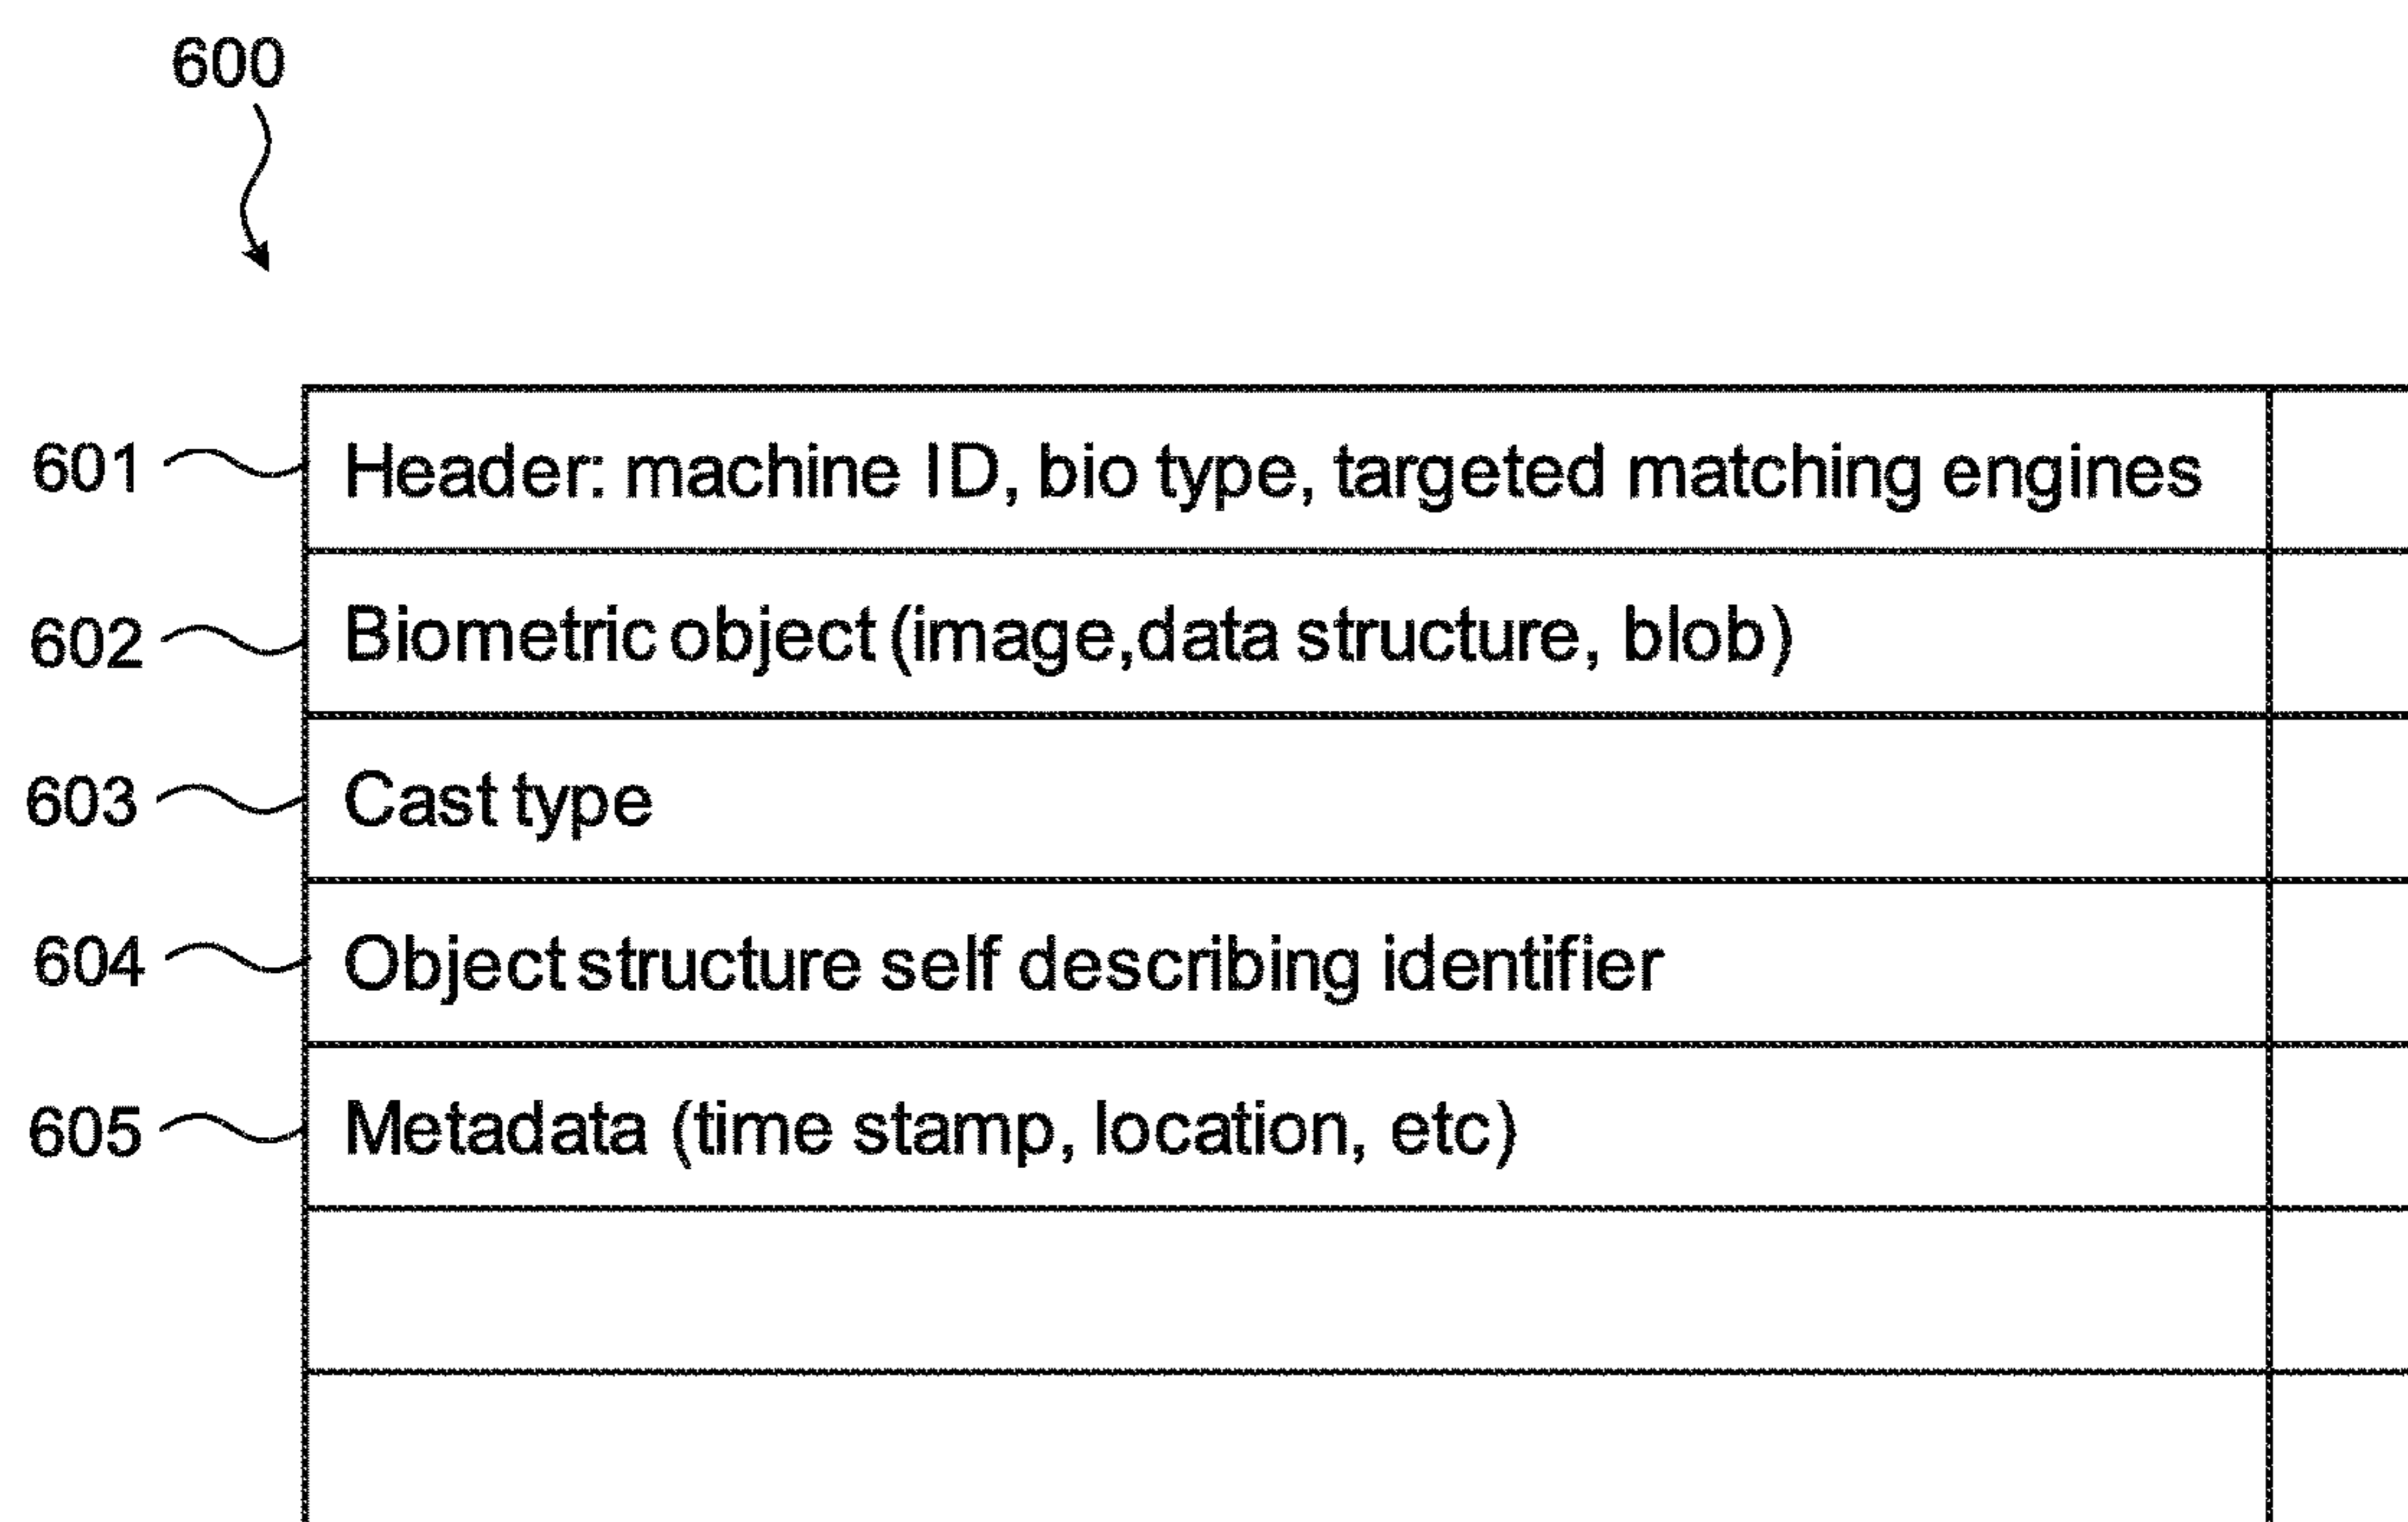 600
601 Header: machine ID, bio type, targeted matching engines
602 Biometric object (image,data structure, blob)
603 Cast type
604 Object structure self describing identifier
605 Metadata (time stamp, location, etc)